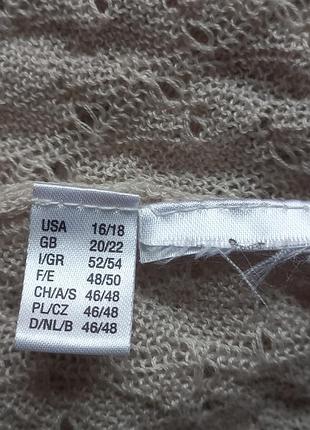 USA 16/18
GB 20/22
I/GR 52/54
F/E 48/50
CH/A/S 46/48
PL/CZ 46/48
D/NL/B 46/48